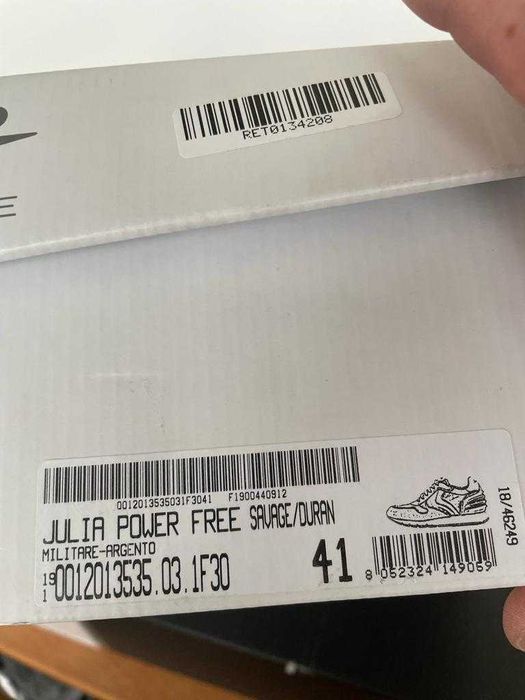 RET0134208
E
0012013535031F3041 F1900440912
JULIA POWER FREE SAVAGE/DURAN
MILITARE-ARGENTO
19
1 0012013535.03.1F30
41
8 052324 149059
18/46249